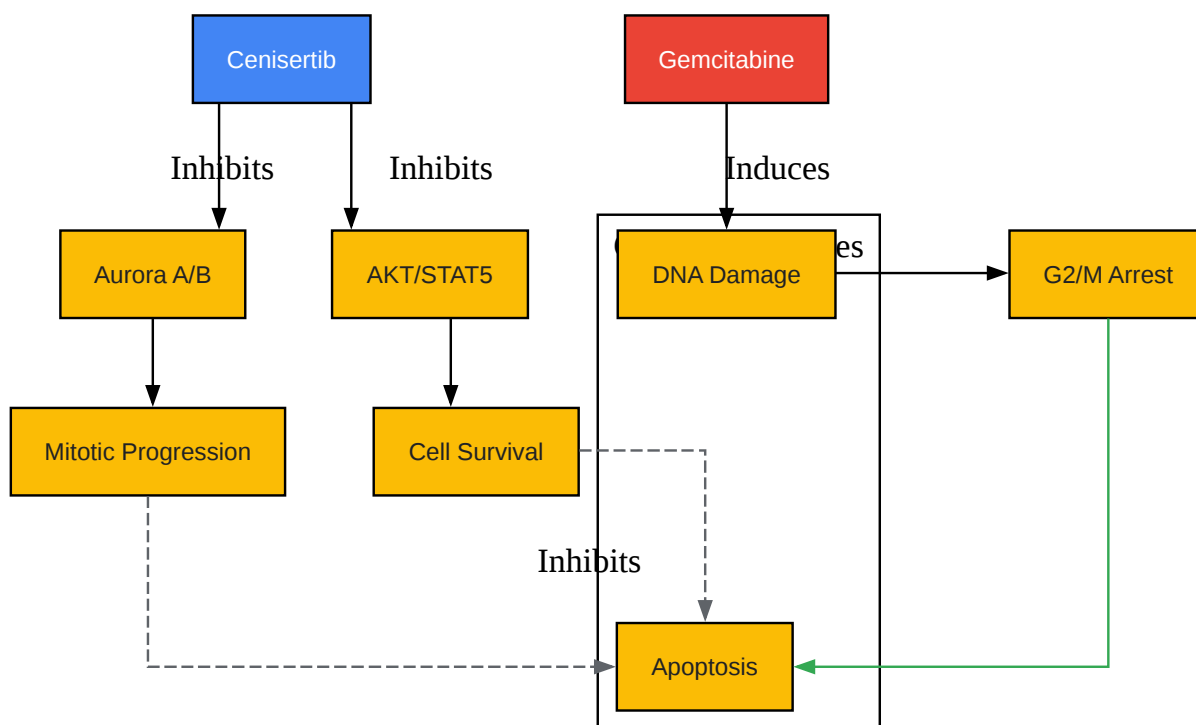 Cenisertib
Gemcitabine
Inhibits
Inhibits
Induces
Aurora A/B
AKT/STAT5
DNA Damage
G2/M Arrest
Mitotic Progression
Cell Survival
Inhibits
Apoptosis